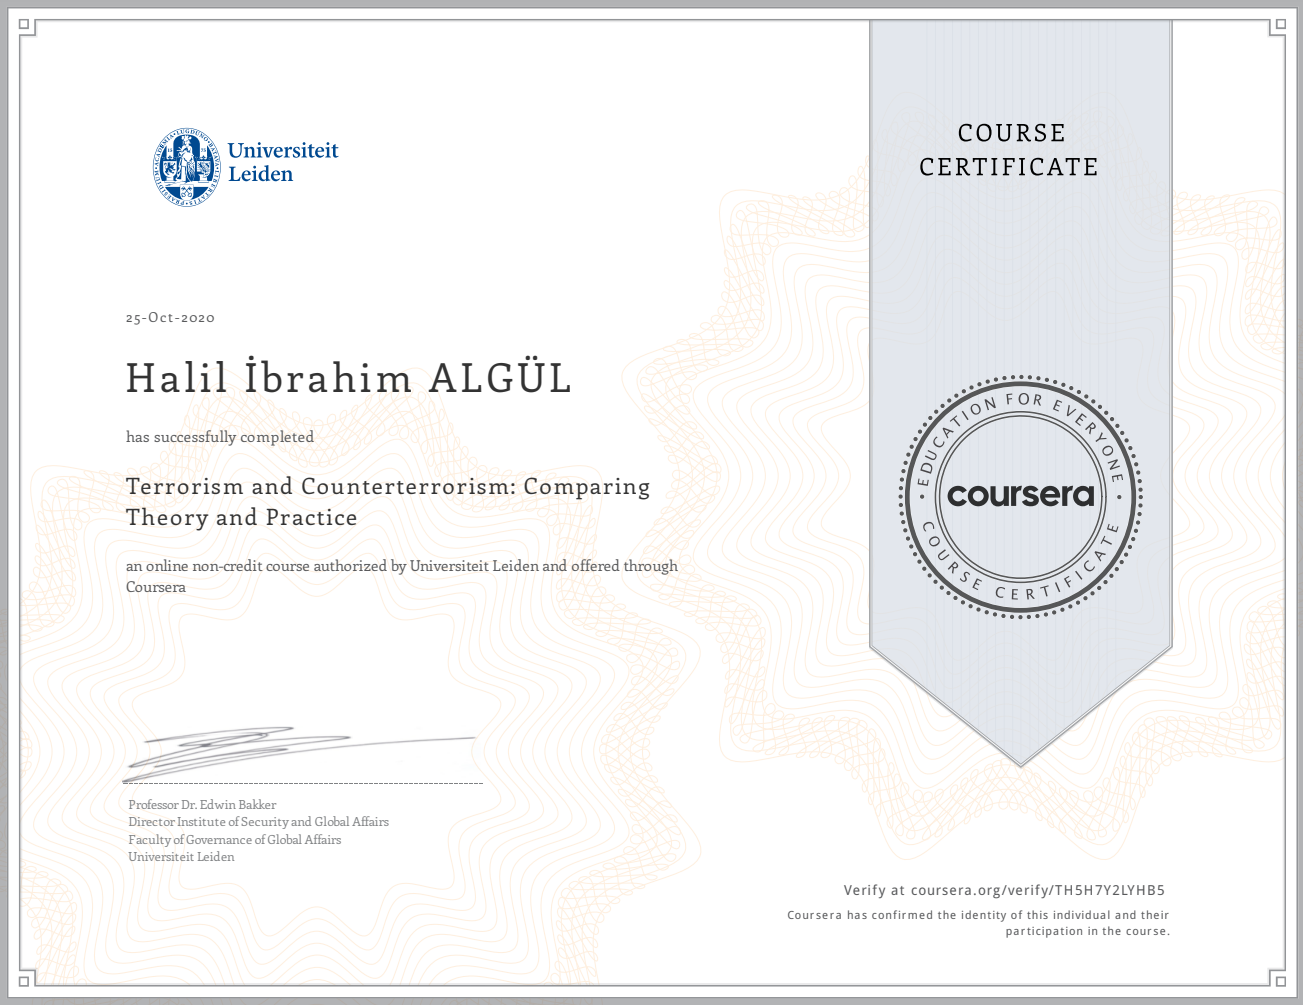 Universiteit
Leiden
COURSE
CERTIFICATE
25-Oct-2020
Halil İbrahim ALGÜL
has successfully completed
Terrorism and Counterterrorism: Comparing
Theory and Practice
an online non-credit course authorized by Universiteit Leiden and offered through
Coursera
EDUCATION FOR EVERYONE
coursera
COURSE CERTIFICATE
Professor Dr. Edwin Bakker
Director Institute of Security and Global Affairs
Faculty of Governance of Global Affairs
Universiteit Leiden
Verify at coursera.org/verify/TH5H7Y2LYHB5
Coursera has confirmed the identity of this individual and their
participation in the course.